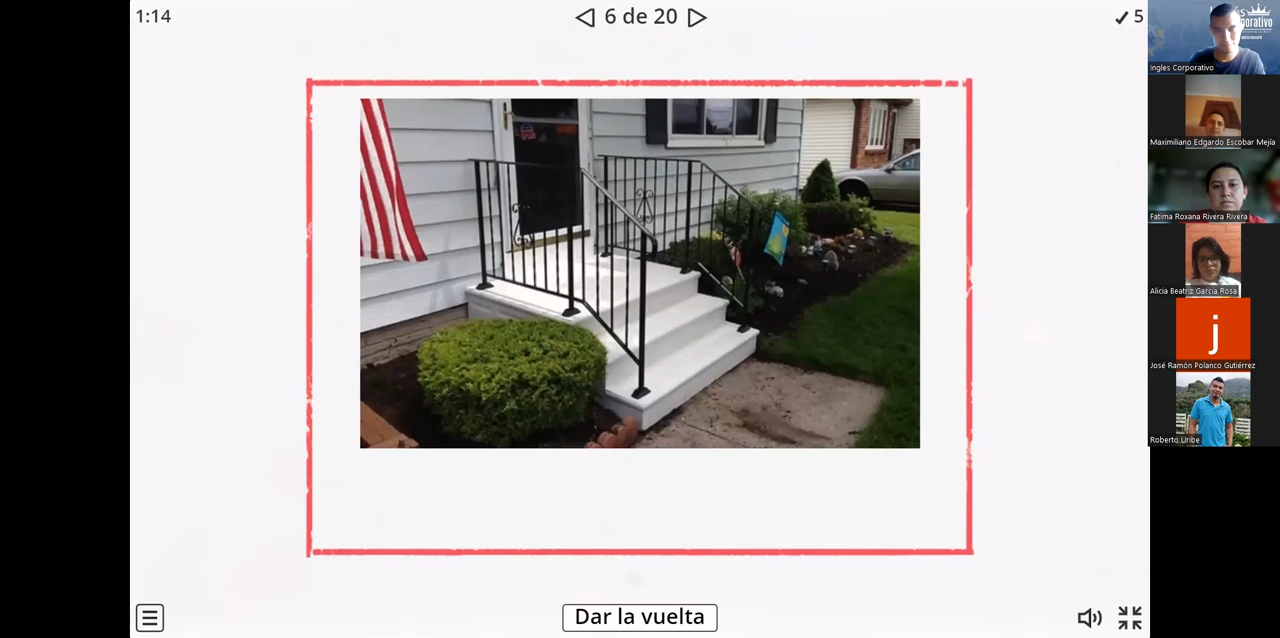 1:14
6 de 20
5
Dar la vuelta
orporativo
Ingles Corporativo
Maximiliano Edgardo Escobar Mejía
Fatima Roxana Rivera Rivera
Alicia Beatriz Garcia Rosa
j
José Ramón Polanco Gutiérrez
Roberto Uribe